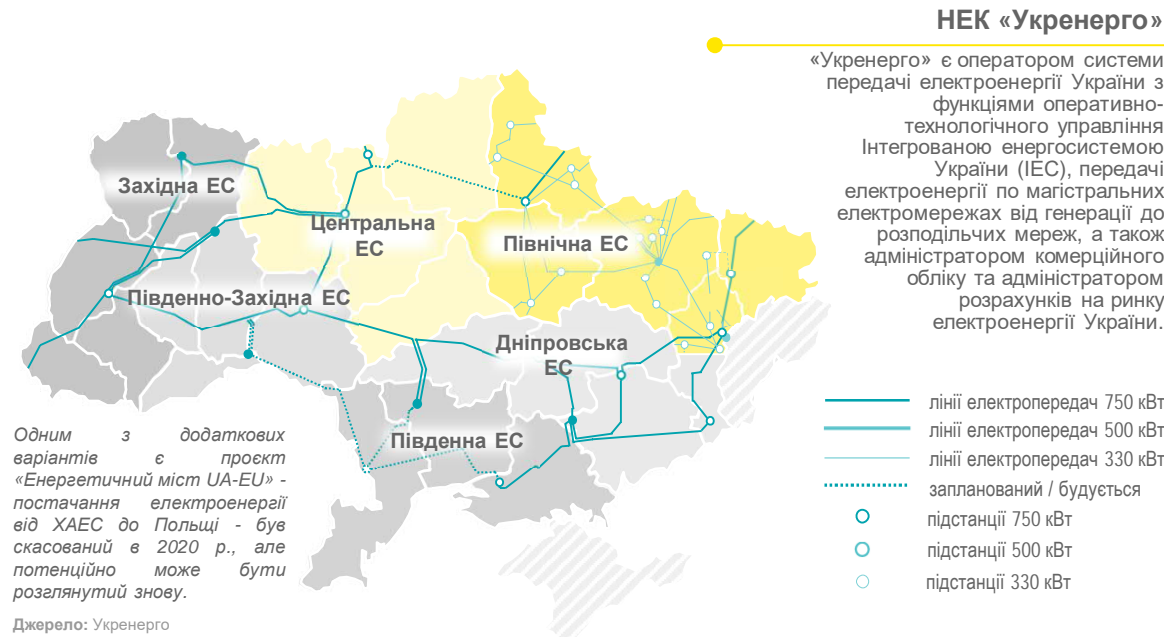 НЕК «Укренерго»
«Укренерго» є оператором системи
передачі електроенергії України з
функціями оперативно-
технологічного управління
Інтегрованою енергосистемою
України (ІЕС), передачі
електроенергії по магістральних
електромережах від генерації до
розподільчих мереж, а також
адміністратором комерційного
обліку та адміністратором
розрахунків на ринку
електроенергії України.
Західна ЕС
Центральна
ЕС
Північна ЕС
Південно-Західна ЕС
Дніпровська
ЕС
Південна ЕС
лінії електропередач 750 кВт
лінії електропередач 500 кВт
лінії електропередач 330 кВт
запланований / будується
підстанції 750 кВт
підстанції 500 кВт
підстанції 330 кВт
Одним з додаткових
варіантів є проєкт
«Енергетичний міст UA-EU» -
постачання електроенергії
від ХАЕС до Польщі - був
скасований в 2020 р., але
потенційно може бути
розглянутий знову.
Джерело: Укренерго